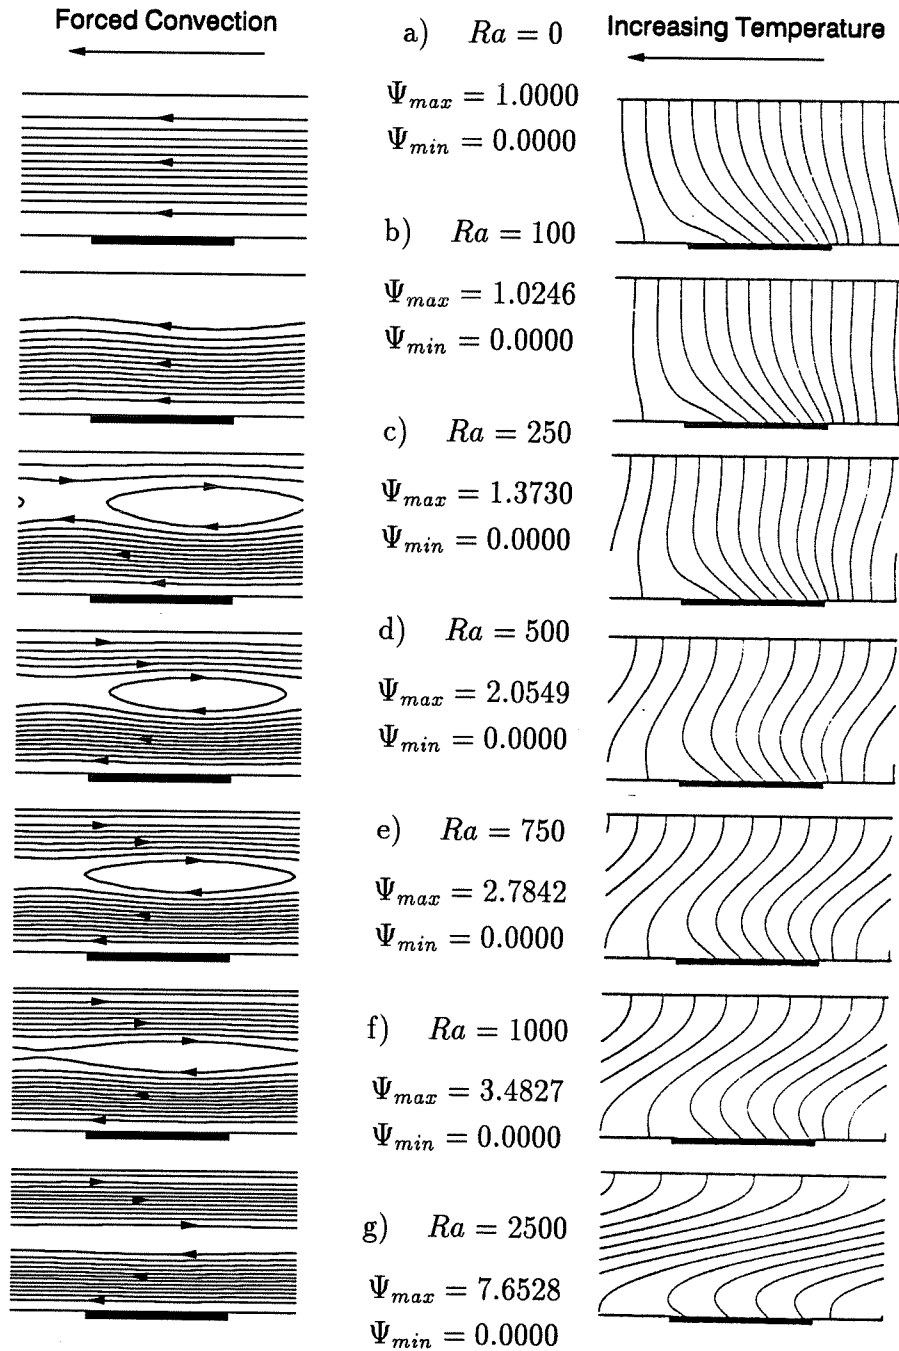 Forced Convection
a) Ra = 0
Increasing Temperature
Ψmax = 1.0000
Ψmin = 0.0000
b) Ra = 100
Ψmax = 1.0246
Ψmin = 0.0000
c) Ra = 250
Ψmax = 1.3730
Ψmin = 0.0000
d) Ra = 500
Ψmax = 2.0549
Ψmin = 0.0000
e) Ra = 750
Ψmax = 2.7842
Ψmin = 0.0000
f) Ra = 1000
Ψmax = 3.4827
Ψmin = 0.0000
g) Ra = 2500
Ψmax = 7.6528
Ψmin = 0.0000